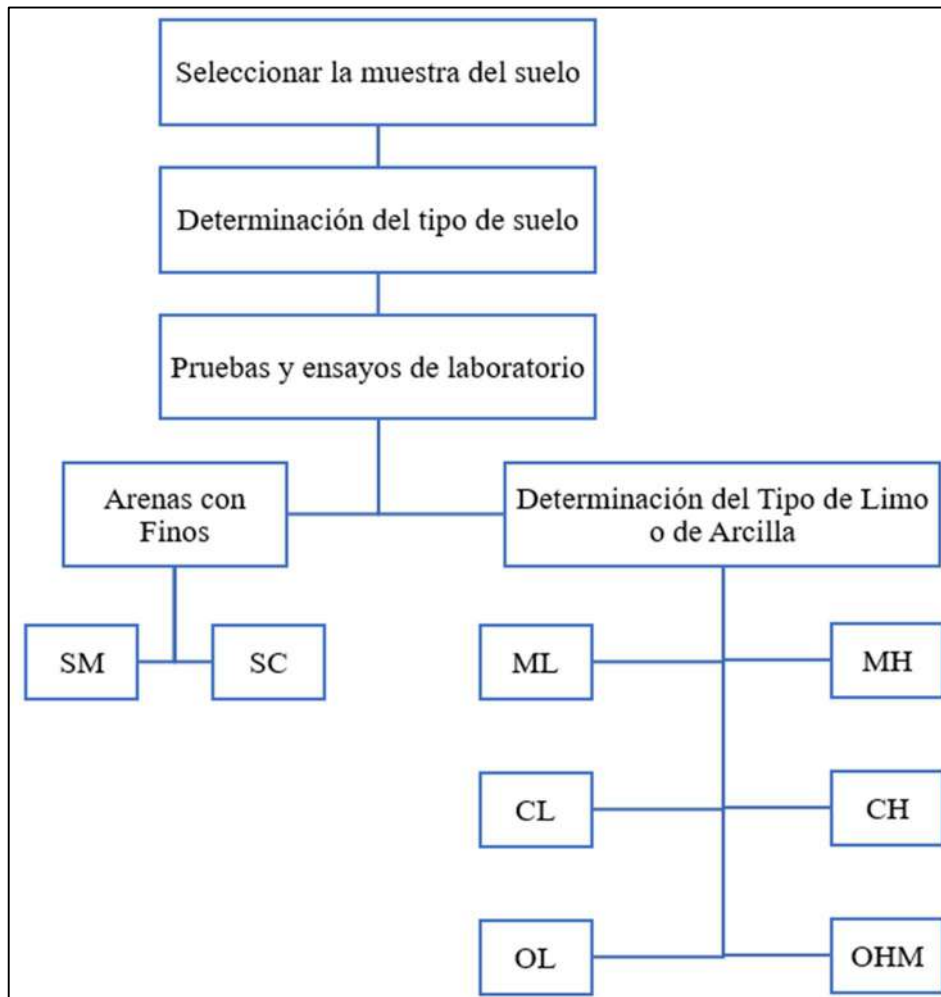 Seleccionar la muestra del suelo
Determinación del tipo de suelo
Pruebas y ensayos de laboratorio
Arenas con
Finos
Determinación del Tipo de Limo
o de Arcilla
SM
SC
ML
MH
CL
CH
OL
OHM